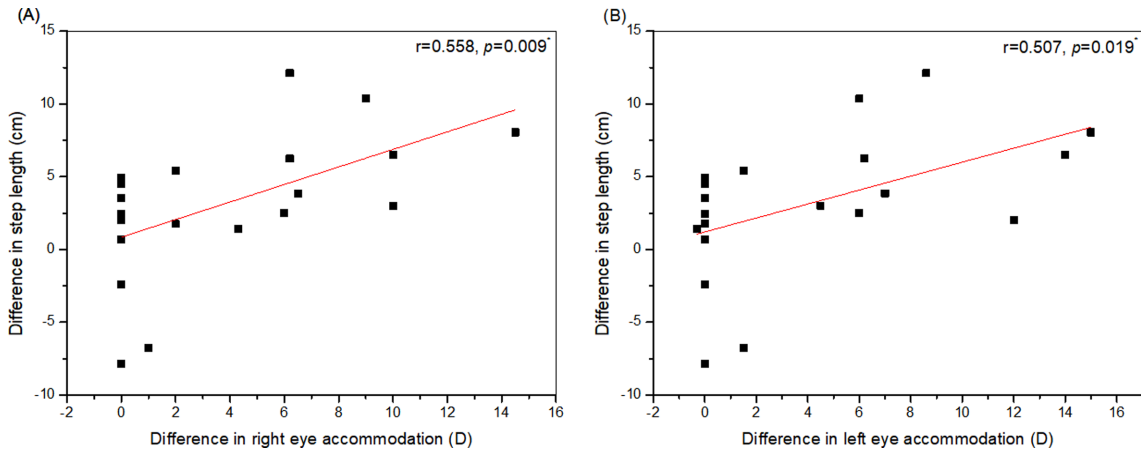 (A)
r=0.558, p=0.009*
15
10
5
0
-5
-10
Difference in step length (cm)
-2 0 2 4 6 8 10 12 14 16
Difference in right eye accommodation (D)
(B)
r=0.507, p=0.019*
15
10
5
0
-5
-10
Difference in step length (cm)
-2 0 2 4 6 8 10 12 14 16
Difference in left eye accommodation (D)